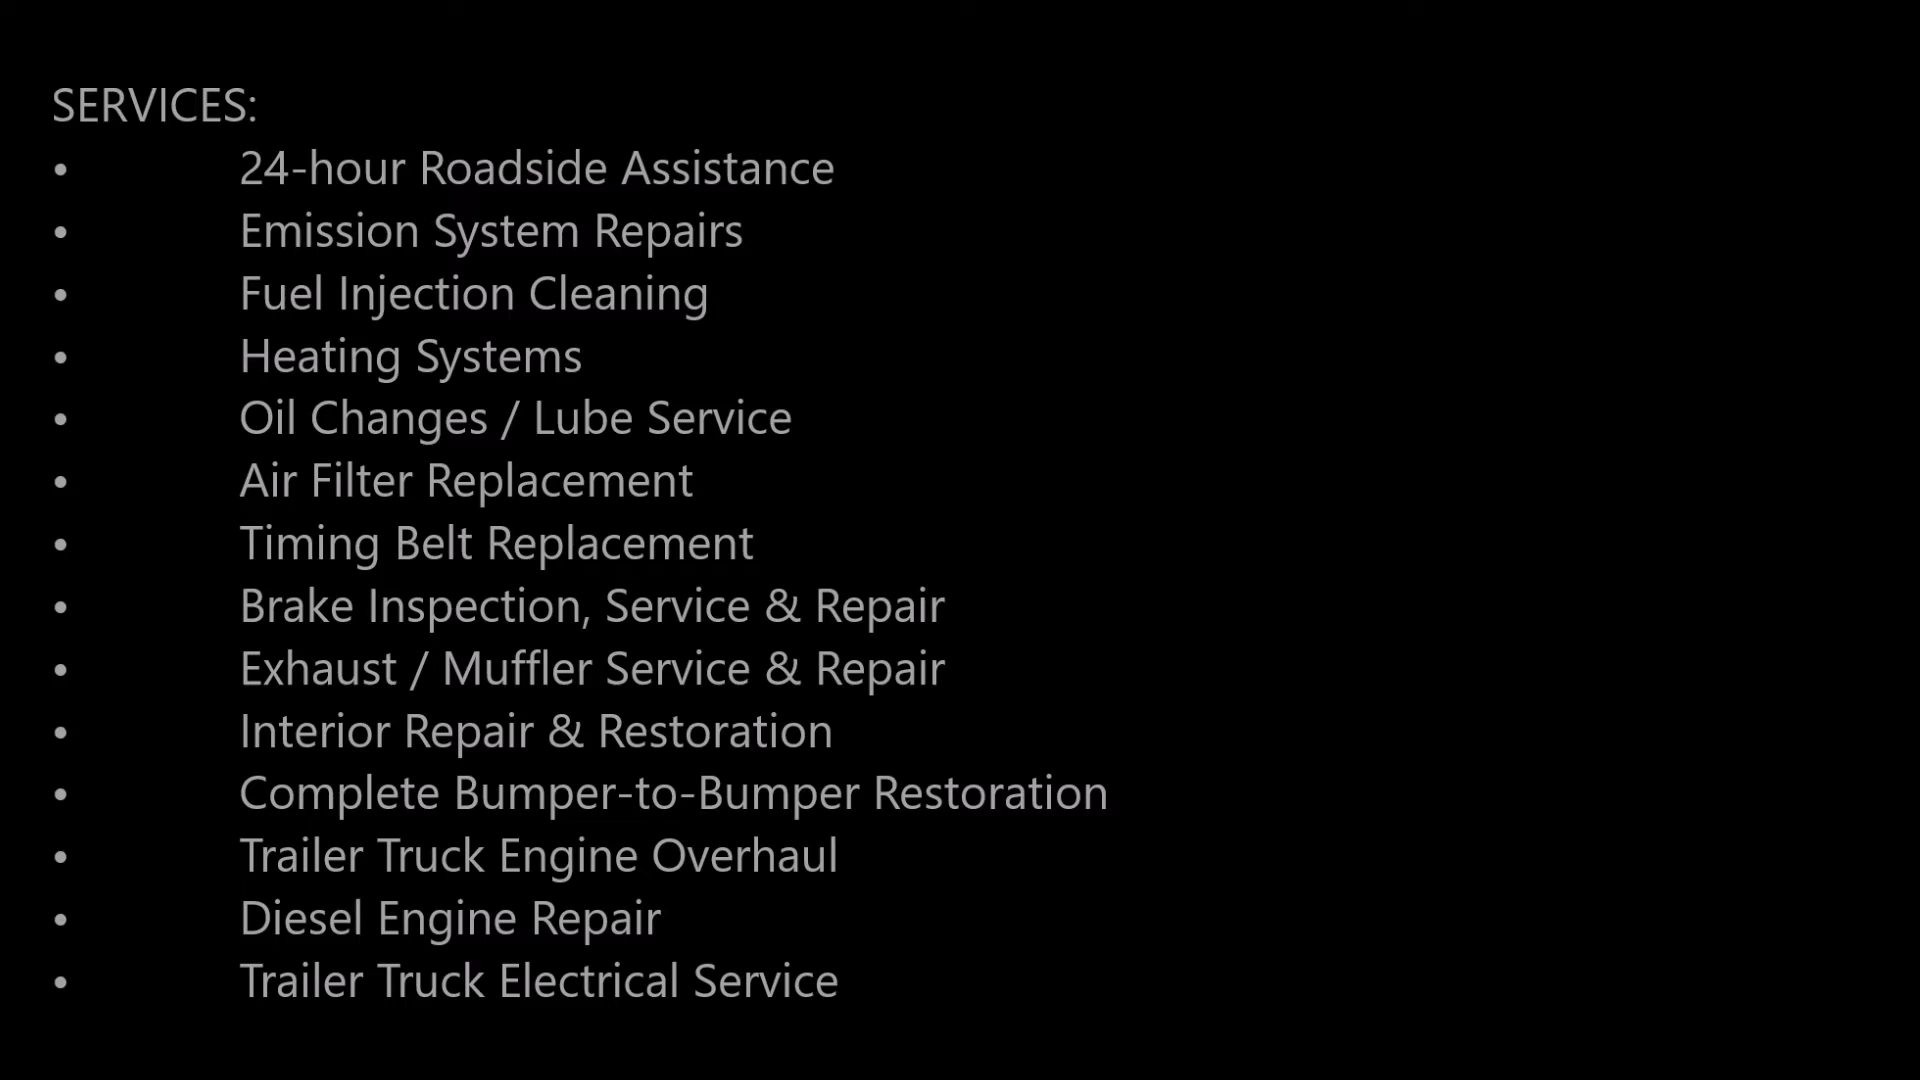 SERVICES:
• 24-hour Roadside Assistance
• Emission System Repairs
• Fuel Injection Cleaning
• Heating Systems
• Oil Changes / Lube Service
• Air Filter Replacement
• Timing Belt Replacement
• Brake Inspection, Service & Repair
• Exhaust / Muffler Service & Repair
• Interior Repair & Restoration
• Complete Bumper-to-Bumper Restoration
• Trailer Truck Engine Overhaul
• Diesel Engine Repair
• Trailer Truck Electrical Service